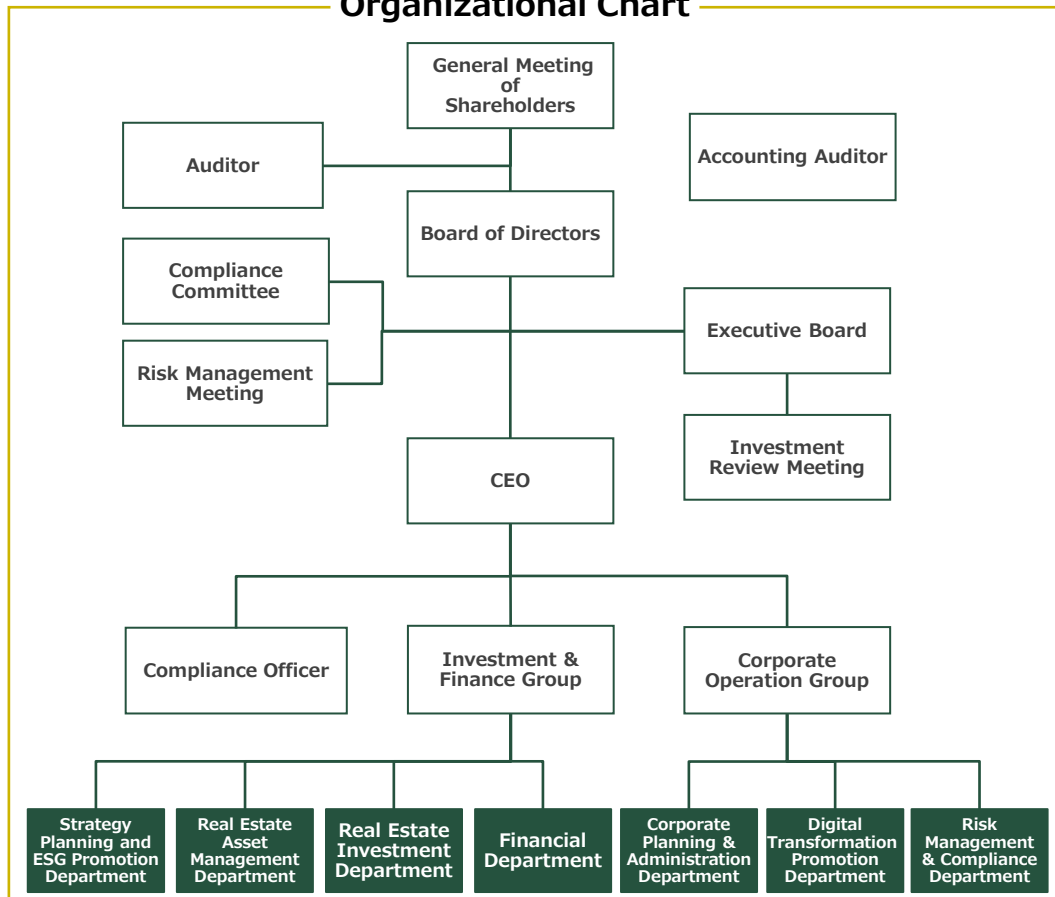 Organizational Chart
General Meeting
of
Shareholders
Auditor
Accounting Auditor
Board of Directors
Compliance
Committee
Executive Board
Risk Management
Meeting
Investment
Review Meeting
CEO
Compliance Officer
Investment &
Finance Group
Corporate
Operation Group
Strategy
Planning and
ESG Promotion
Department
Real Estate
Asset
Management
Department
Real Estate
Investment
Department
Financial
Department
Corporate
Planning &
Administration
Department
Digital
Transformation
Promotion
Department
Risk
Management
& Compliance
Department